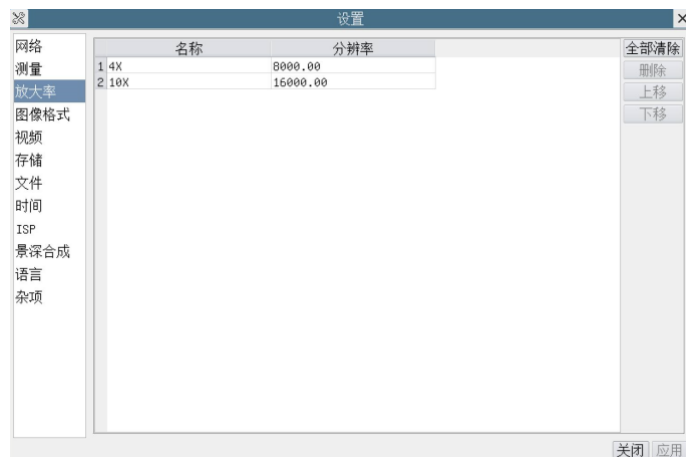 设置
网络
测量
放大率
图像格式
视频
存储
文件
时间
ISP
景深合成
语言
杂项
名称 分辨率
1 4X 8000.00
2 10X 16000.00
全部清除
删除
上移
下移
关闭 应用